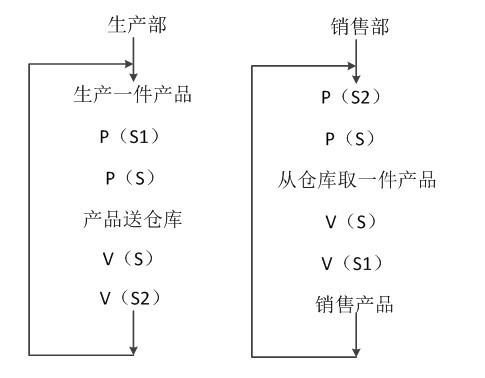 生产部
生产一件产品
P（S1）
P（S）
产品送仓库
V（S）
V（S2）
销售部
P（S2）
P（S）
从仓库取一件产品
V（S）
V（S1）
销售产品